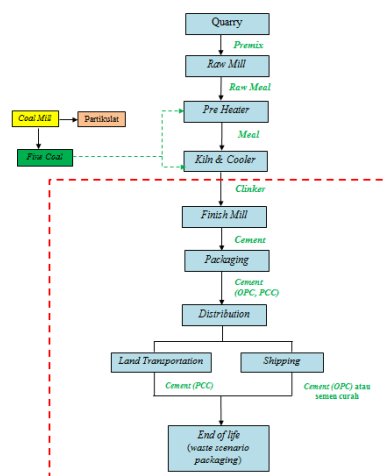 Quarry
Premix
Raw Mill
Raw Meal
Coal Mill
Partikulat
Pre Heater
Meal
Fine Coal
Kiln & Cooler
Clinker
Finish Mill
Cement
Packaging
Cement
(OPC, PCC)
Distribution
Land Transportation
Shipping
Cement (PCC)
Cement (OPC) atau
semen curah
End of life
(waste scenario
packaging)